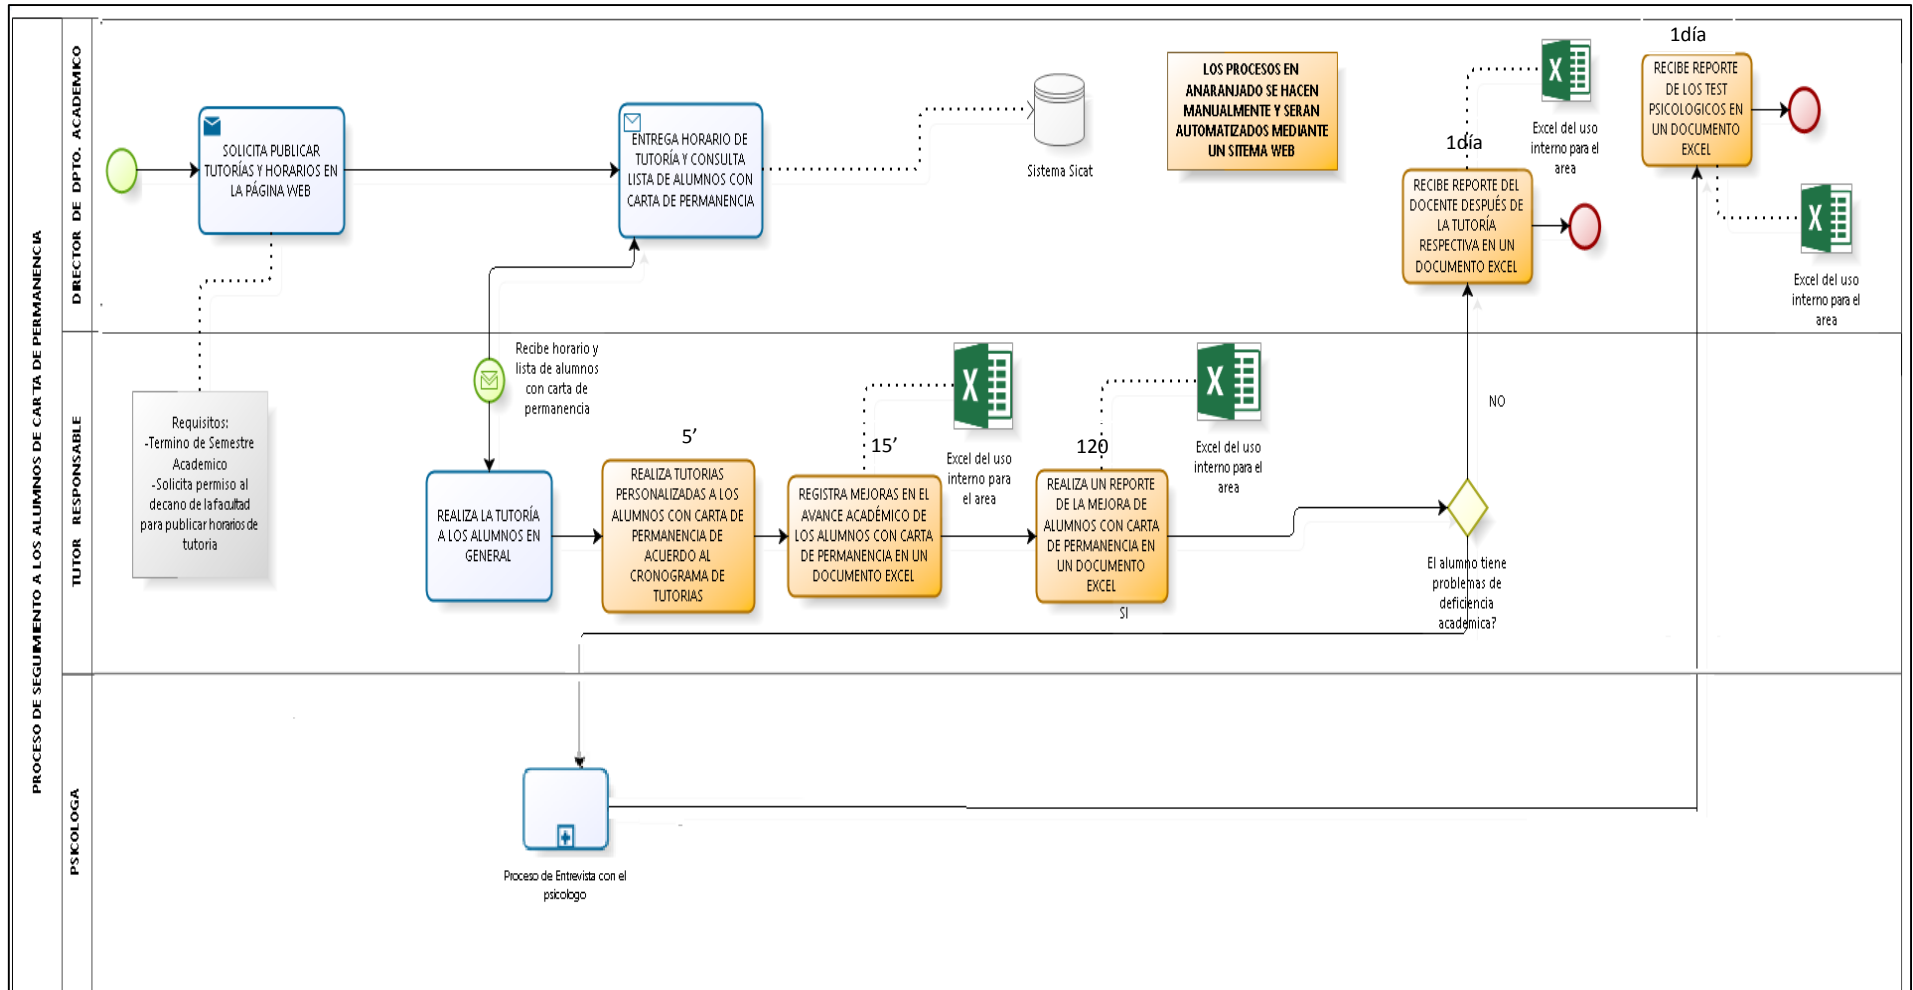 PROCESO DE SEGUIMIENTO A LOS ALUMNOS DE CARTA DE PERMANENCIA
DIRECTOR DE DPTO. ACADEMICO
SOLICITA PUBLICAR
TUTORÍAS Y HORARIOS EN
LA PÁGINA WEB
ENTREGA HORARIO DE
TUTORÍA Y CONSULTA
LISTA DE ALUMNOS CON
CARTA DE PERMANENCIA
Sistema Sicat
LOS PROCESOS EN
ANARANJADO SE HACEN
MANUALMENTE Y SERAN
AUTOMATIZADOS MEDIANTE
UN SITEMA WEB
1día
RECIBE REPORTE DEL
DOCENTE DESPUÉS DE
LA TUTORÍA
RESPECTIVA EN UN
DOCUMENTO EXCEL
X
Excel del uso
interno para el
area
1día
RECIBE REPORTE
DE LOS TEST
PSICOLOGICOS EN
UN DOCUMENTO
EXCEL
X
Excel del uso
interno para el
area
TUTOR RESPONSABLE
Requisitos:
-Termino de Semestre
Academico
-Solicita permiso al
decano de la facultad
para publicar horarios de
tutoria
Recibe horario y
lista de alumnos
con carta de
permanencia
REALIZA LA TUTORÍA
A LOS ALUMNOS EN
GENERAL
5’
REALIZA TUTORIAS
PERSONALIZADAS A LOS
ALUMNOS CON CARTA DE
PERMANENCIA DE
ACUERDO AL
CRONOGRAMA DE
TUTORIAS
15’
REGISTRA MEJORAS EN EL
AVANCE ACADÉMICO DE
LOS ALUMNOS CON CARTA
DE PERMANENCIA EN UN
DOCUMENTO EXCEL
X
Excel del uso
interno para
el area
120
REALIZA UN REPORTE
DE LA MEJORA DE
ALUMNOS CON CARTA
DE PERMANENCIA EN
UN DOCUMENTO
EXCEL
X
Excel del uso
interno para el
area
NO
El alumno tiene
problemas de
deficiencia
academica?
SI
PSICOLOGA
Proceso de Entrevista con el
psicologo